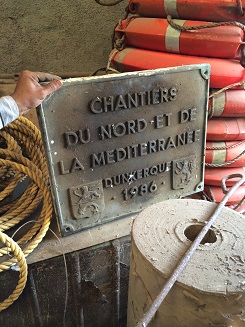 CHANTIERS
DU NORD ET DE
LA MEDITERRANEE
DUNKERQUE
• 1986 •